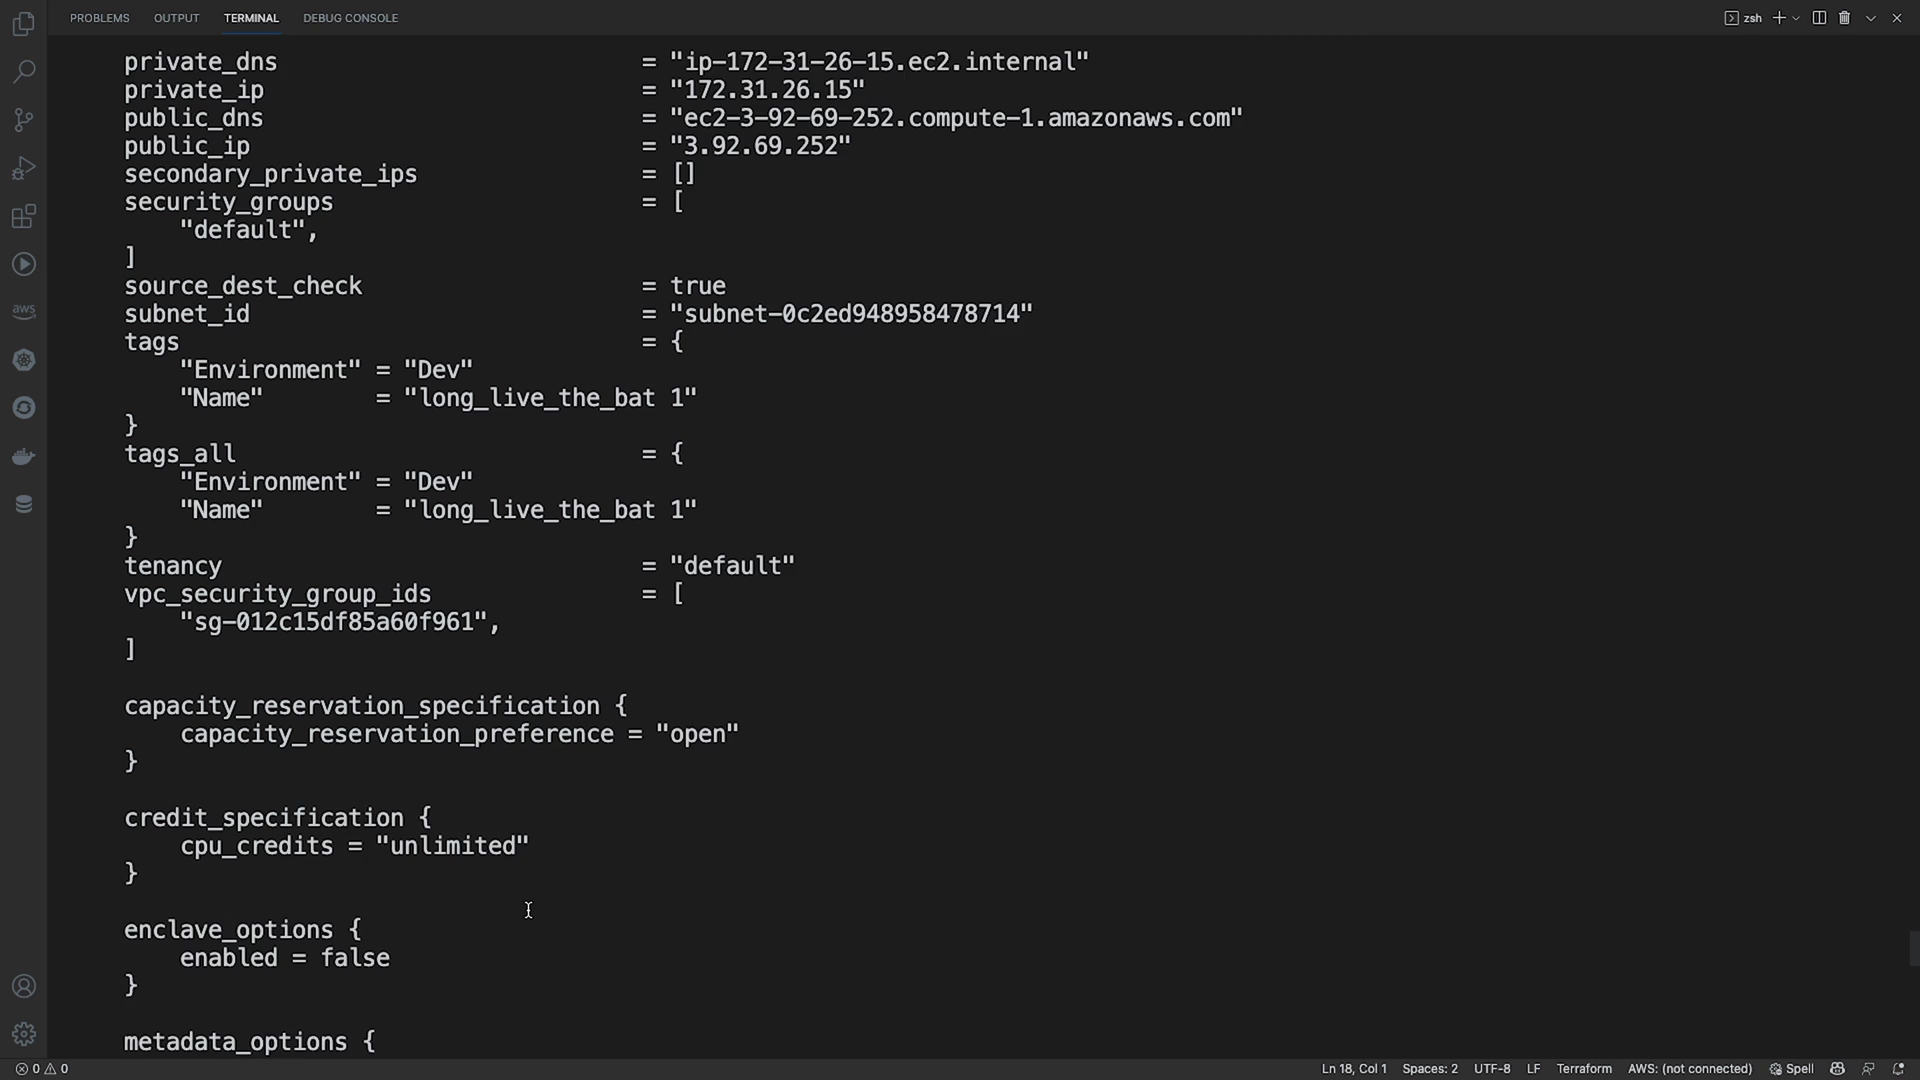 PROBLEMS OUTPUT TERMINAL DEBUG CONSOLE zsh
private_dns = "ip-172-31-26-15.ec2.internal"
private_ip = "172.31.26.15"
public_dns = "ec2-3-92-69-252.compute-1.amazonaws.com"
public_ip = "3.92.69.252"
secondary_private_ips = []
security_groups = [
"default",
]
source_dest_check = true
subnet_id = "subnet-0c2ed948958478714"
tags = {
"Environment" = "Dev"
"Name" = "long_live_the_bat 1"
}
tags_all = {
"Environment" = "Dev"
"Name" = "long_live_the_bat 1"
}
tenancy = "default"
vpc_security_group_ids = [
"sg-012c15df85a60f961",
]
capacity_reservation_specification {
capacity_reservation_preference = "open"
}
credit_specification {
cpu_credits = "unlimited"
}
enclave_options {
enabled = false
}
metadata_options {
aws
0 0 Ln 18, Col 1 Spaces: 2 UTF-8 LF Terraform AWS: (not connected) Spell